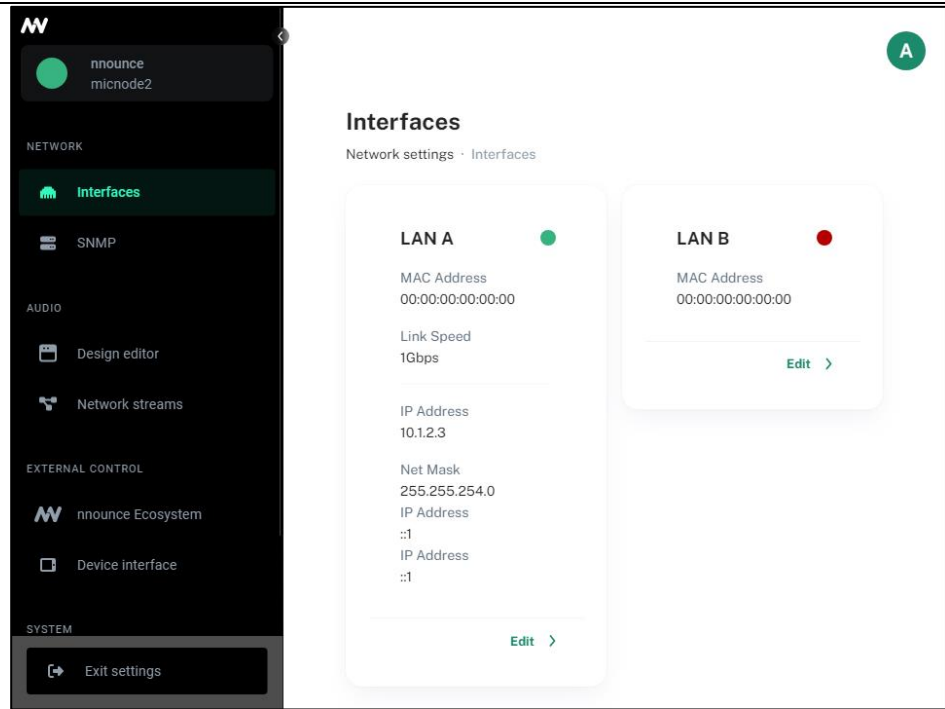 nnounce
micnode2
NETWORK
Interfaces
SNMP
AUDIO
Design editor
Network streams
EXTERNAL CONTROL
nnounce Ecosystem
Device interface
SYSTEM
Exit settings
A
Interfaces
Network settings · Interfaces
LAN A
MAC Address
00:00:00:00:00:00
Link Speed
1Gbps
IP Address
10.1.2.3
Net Mask
255.255.254.0
IP Address
::1
IP Address
::1
Edit
LAN B
MAC Address
00:00:00:00:00:00
Edit